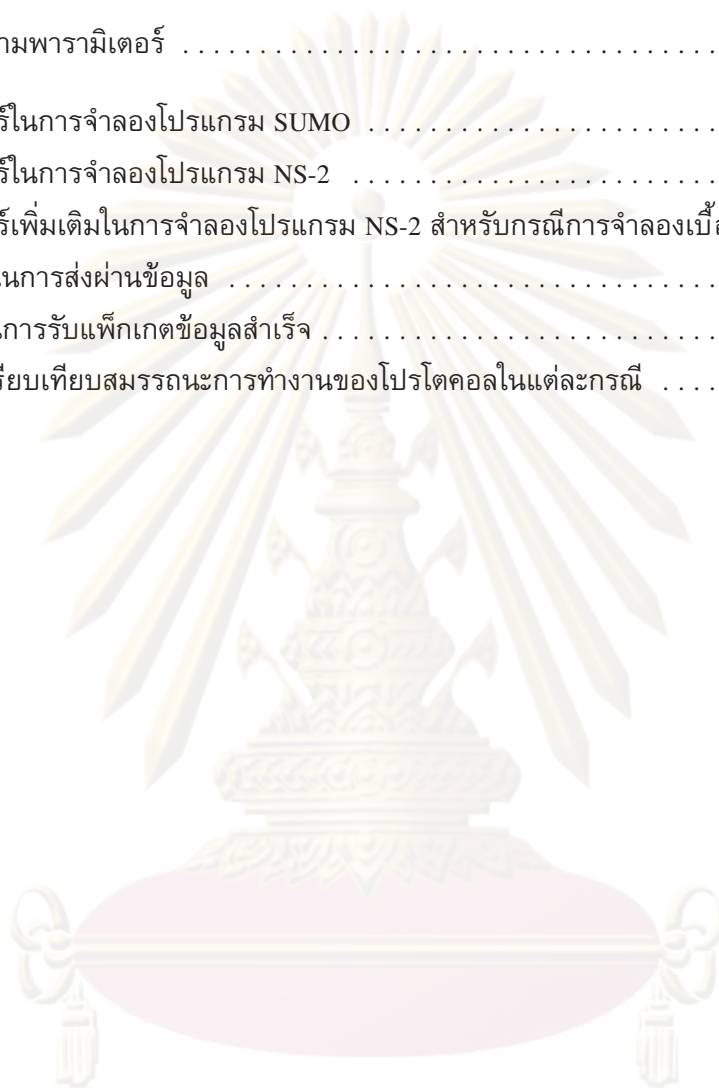 ามพารามิเตอร์ . . . . . . . . . . . . . . . . . . . . . . . . . . . . . . . . . . .
ร์ในการจำลองโปรแกรม SUMO . . . . . . . . . . . . . . . . . . . . . . .
ร์ในการจำลองโปรแกรม NS-2 . . . . . . . . . . . . . . . . . . . . . . . .
ร์เพิ่มเติมในการจำลองโปรแกรม NS-2 สำหรับกรณีการจำลองเบื้อ
นการส่งผ่านข้อมูล . . . . . . . . . . . . . . . . . . . . . . . . . . . . . . . .
นการรับแพ็กเกตข้อมูลสำเร็จ . . . . . . . . . . . . . . . . . . . . . . . . . .
รียบเทียบสมรรถนะการทำงานของโปรโตคอลในแต่ละกรณี . . . .